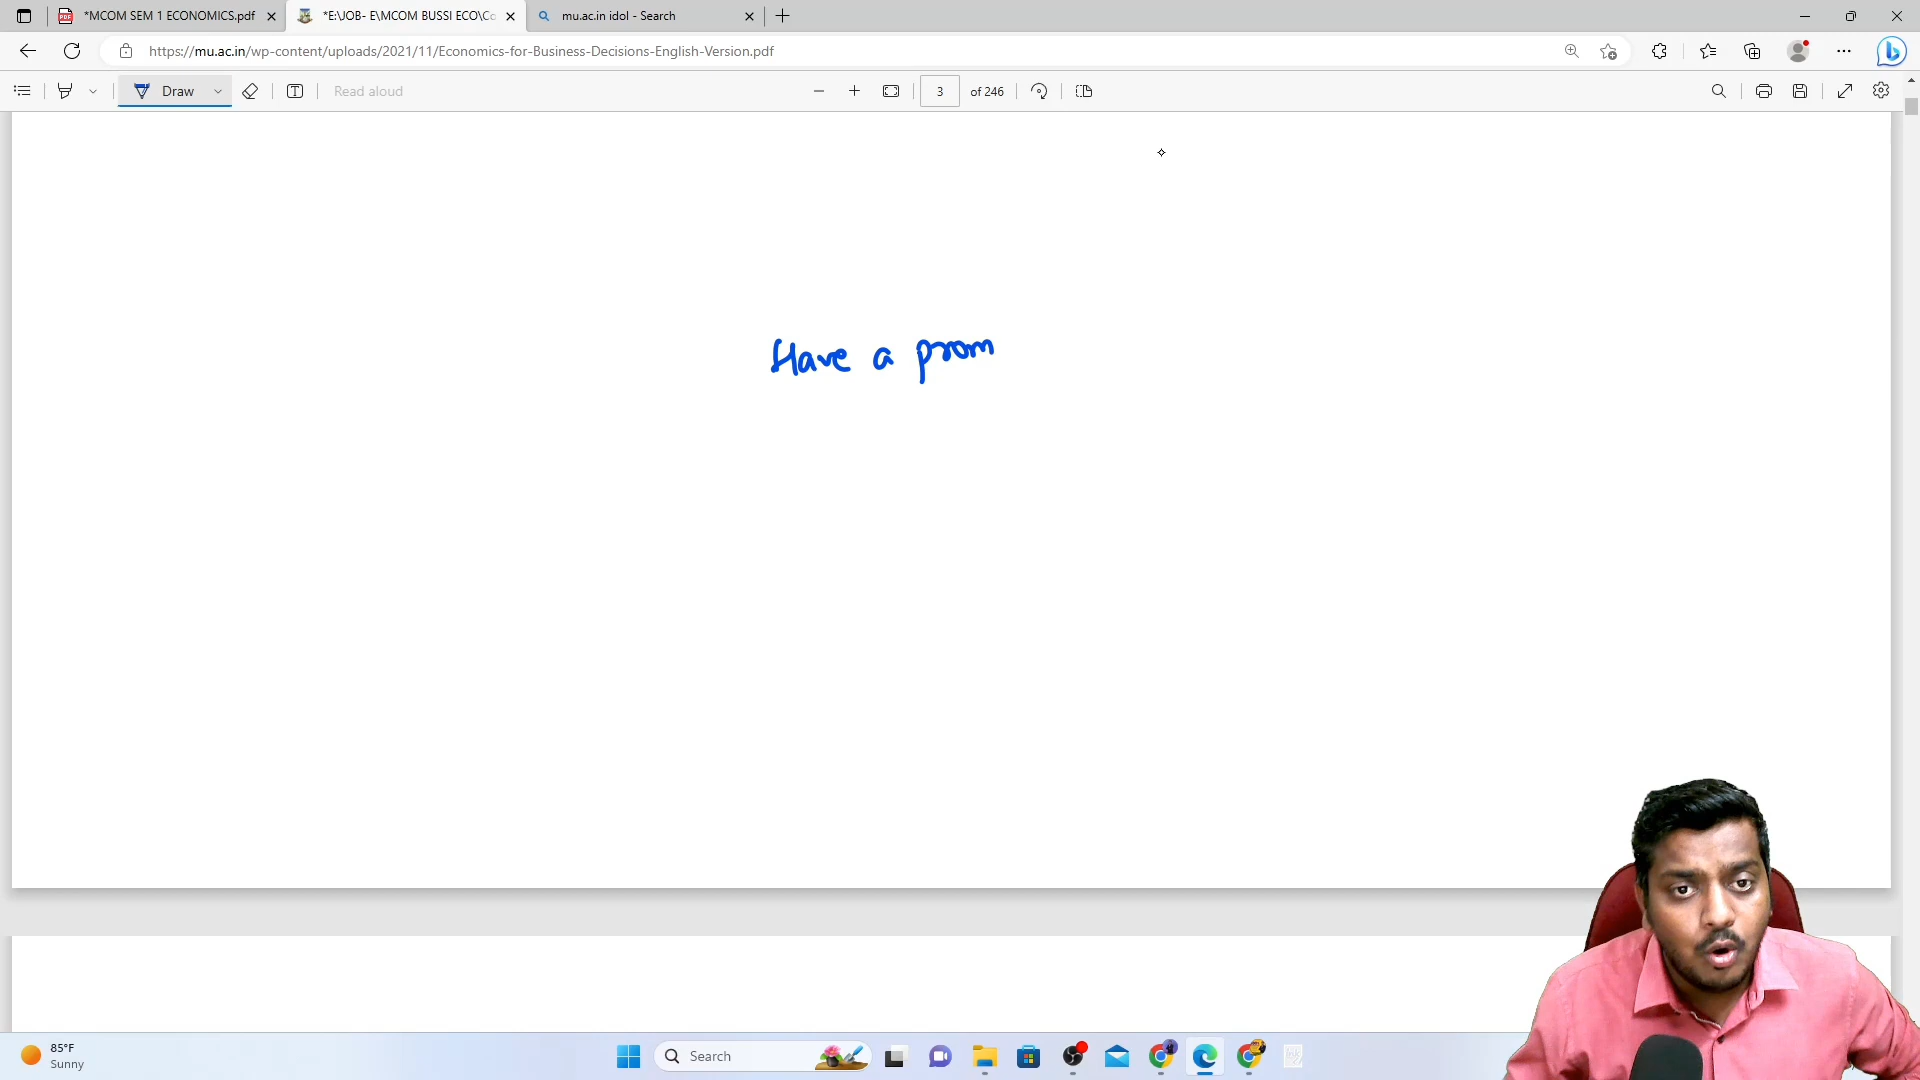 *MCOM SEM 1 ECONOMICS.pdf
*E:\JOB- E\MCOM BUSSI ECO\Co
mu.ac.in idol - Search
https://mu.ac.in/wp-content/uploads/2021/11/Economics-for-Business-Decisions-English-Version.pdf
Draw
Read aloud
3 of 246
Have a prom
85°F
Sunny
Search